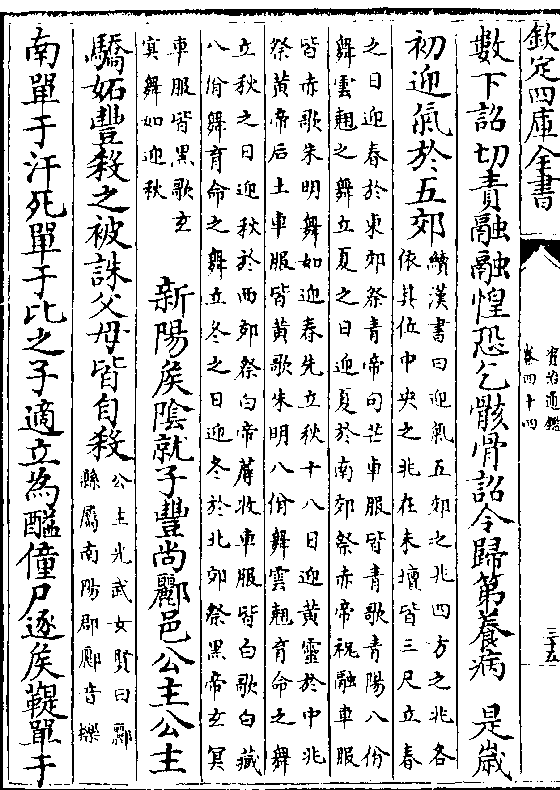 欽定四庫全書
資治通鑑
卷四十四
三十五
數下詔切責融融惶恐乞骸骨詔令歸第養病 是歳
初迎氣於五郊
續漢書曰迎氣五郊之兆四方之兆各
依其位中央之兆在未壇皆三尺立春
之日迎春於東郊祭青帝句芒車服皆青歌青陽八佾
舞雲翹之舞立夏之日迎夏於南郊祭赤帝祝融車服
皆赤歌朱明舞如迎春先立秋十八日迎黄靈於中兆
祭黄帝后土車服皆黄歌朱明八佾舞雲翹育命之舞
立秋之日迎秋於西郊祭白帝蓐收車服皆白歌白藏
八佾舞育命之舞立冬之日迎冬於北郊祭黑帝玄冥
車服皆黑歌玄
冥舞如迎秋
新陽矦陰就子豐尚酈邑公主公主
驕妬豐殺之被誅父母皆自殺
公主光武女賢曰酈
縣屬南陽郡酈音擽
南單于汗死單于比之子適立為醢僮尸逐矦鞮單于